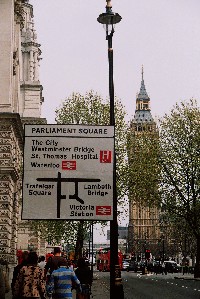 PARLIAMENT SQUARE
The City
Westminster Bridge
St. Thomas Hospital H
Waterloo
Trafalgar Square
Lambeth Bridge
Victoria Station